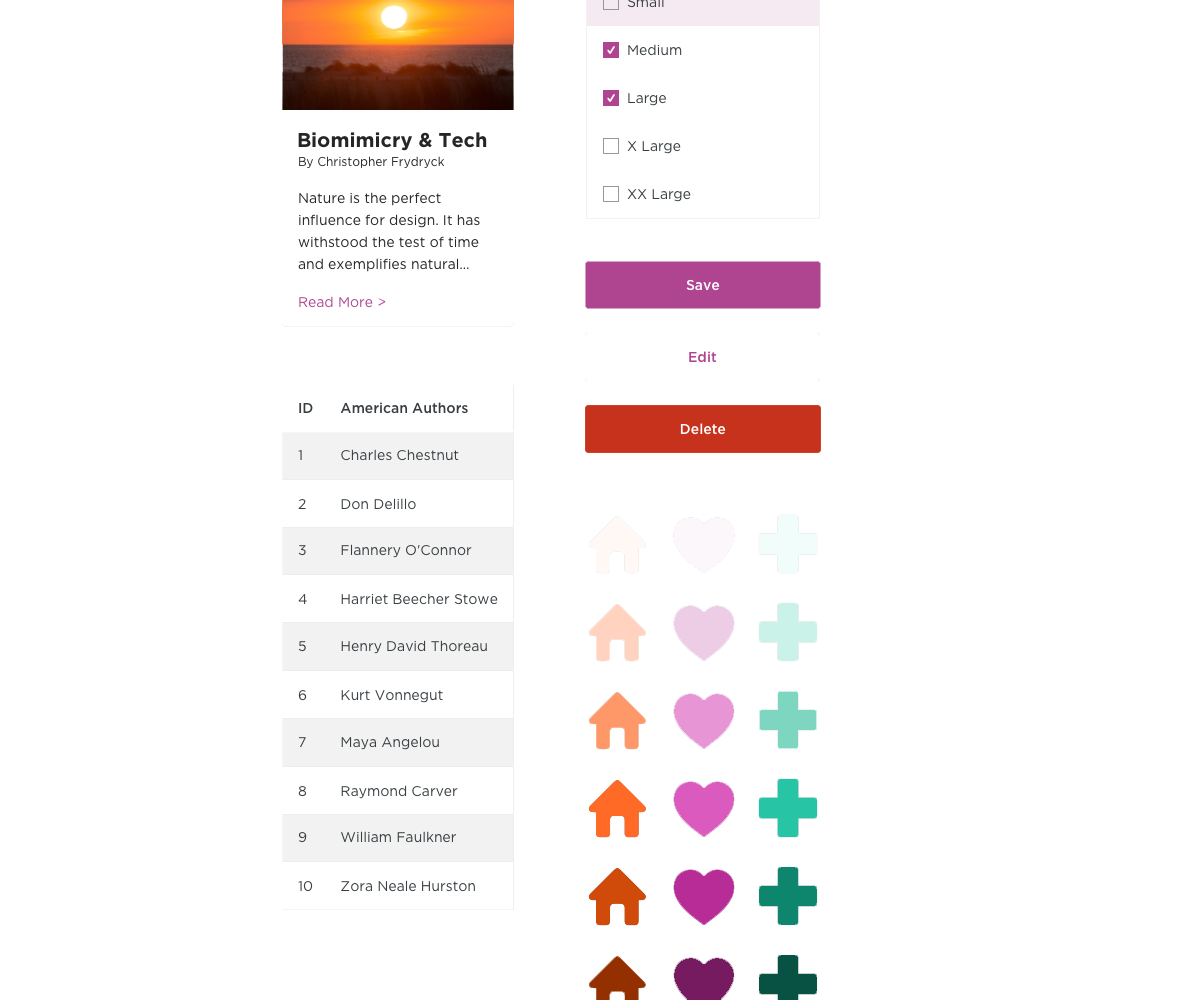 Small
Medium
Large
X Large
XX Large
Biomimicry & Tech
By Christopher Frydryck
Nature is the perfect
influence for design. It has
withstood the test of time
and exemplifies natural...
Read More >
Save
Edit
Delete
ID American Authors
1 Charles Chestnut
2 Don Delillo
3 Flannery O'Connor
4 Harriet Beecher Stowe
5 Henry David Thoreau
6 Kurt Vonnegut
7 Maya Angelou
8 Raymond Carver
9 William Faulkner
10 Zora Neale Hurston